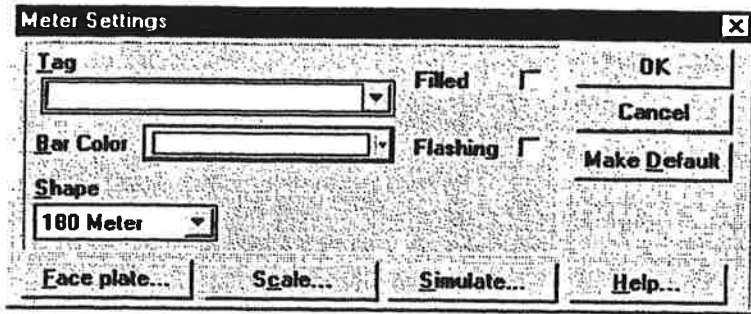 Meter Settings
Tag
Filled
OK
Cancel
Bar Color
Flashing
Make Default
Shape
180 Meter
Face plate...
Scale...
Simulate...
Help...